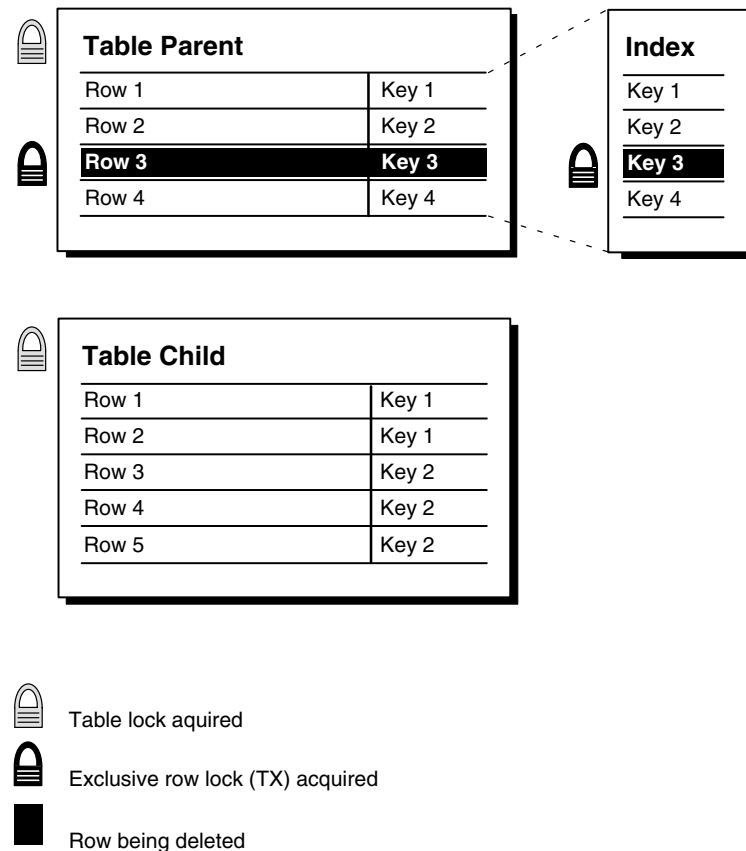 Table Parent
Row 1 Key 1
Row 2 Key 2
Row 3 Key 3
Row 4 Key 4
Index
Key 1
Key 2
Key 3
Key 4
Table Child
Row 1 Key 1
Row 2 Key 1
Row 3 Key 2
Row 4 Key 2
Row 5 Key 2
Table lock aquired
Exclusive row lock (TX) acquired
Row being deleted